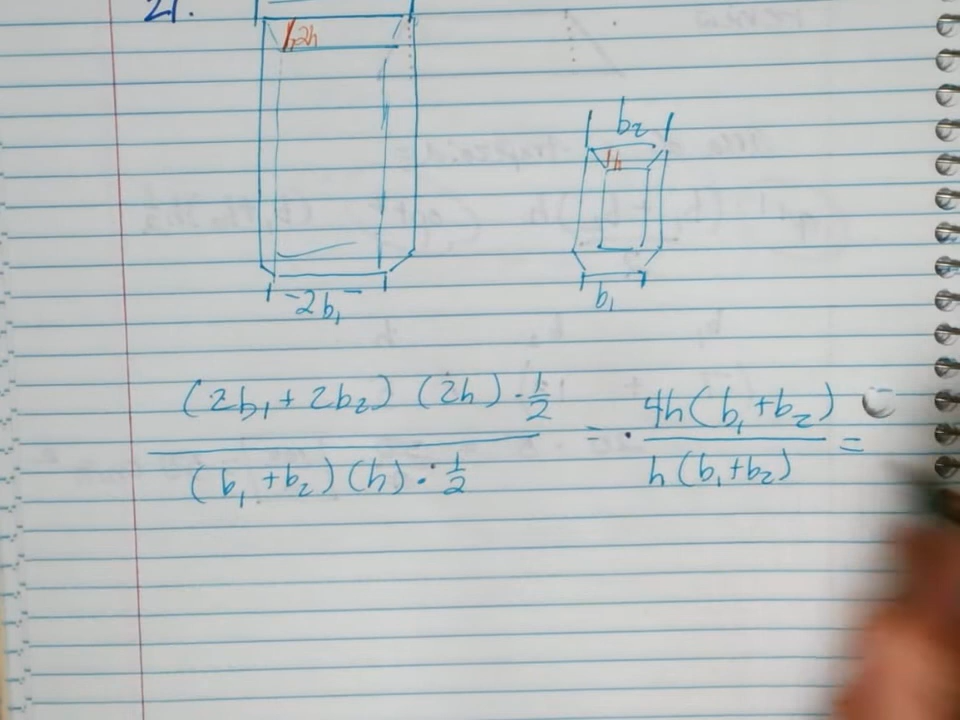 21.
2h
b₂
h
2b₁
b₁
(2b₁ + 2b₂) (2h) · 1/2 / (b₁ + b₂) (h) · 1/2 = · 4h(b₁ + b₂) / h(b₁ + b₂) =